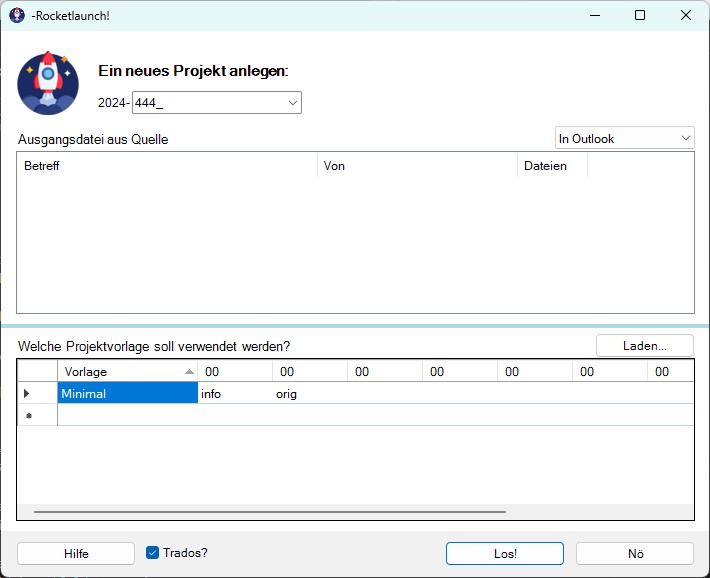 -Rocketlaunch!
Ein neues Projekt anlegen:
2024- 444_
Ausgangsdatei aus Quelle In Outlook
Betreff Von Dateien
Welche Projektvorlage soll verwendet werden? Laden...
Vorlage 00 00 00 00 00 00 00
Minimal info orig
*
Hilfe Trados? Los! Nö